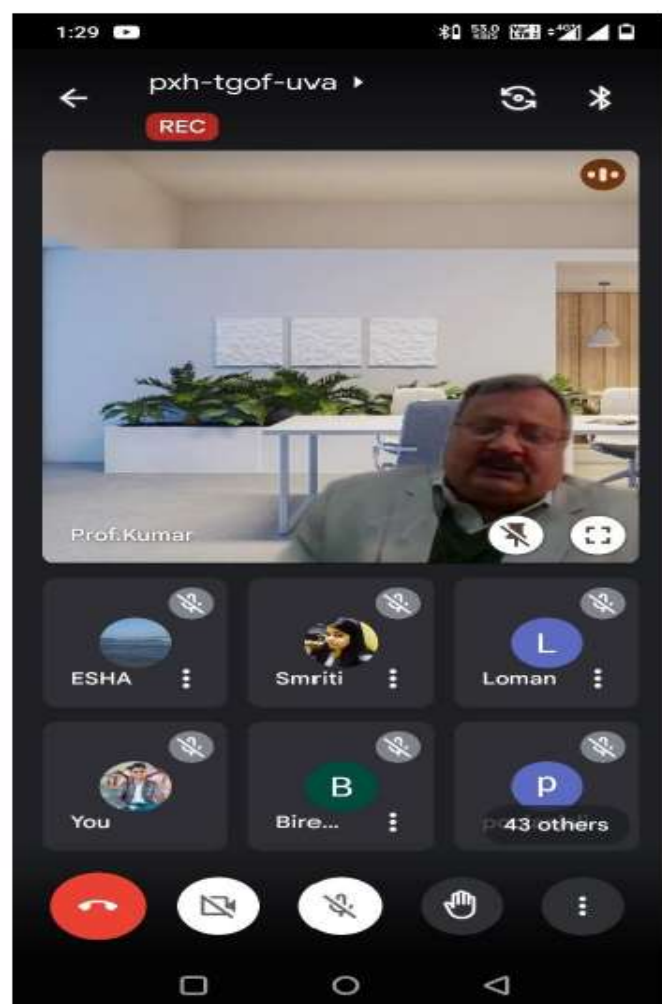 1:29
pxh-tgof-uva
REC
Prof.Kumar
ESHA
Smriti
Loman
L
You
Bire...
B
p
43 others